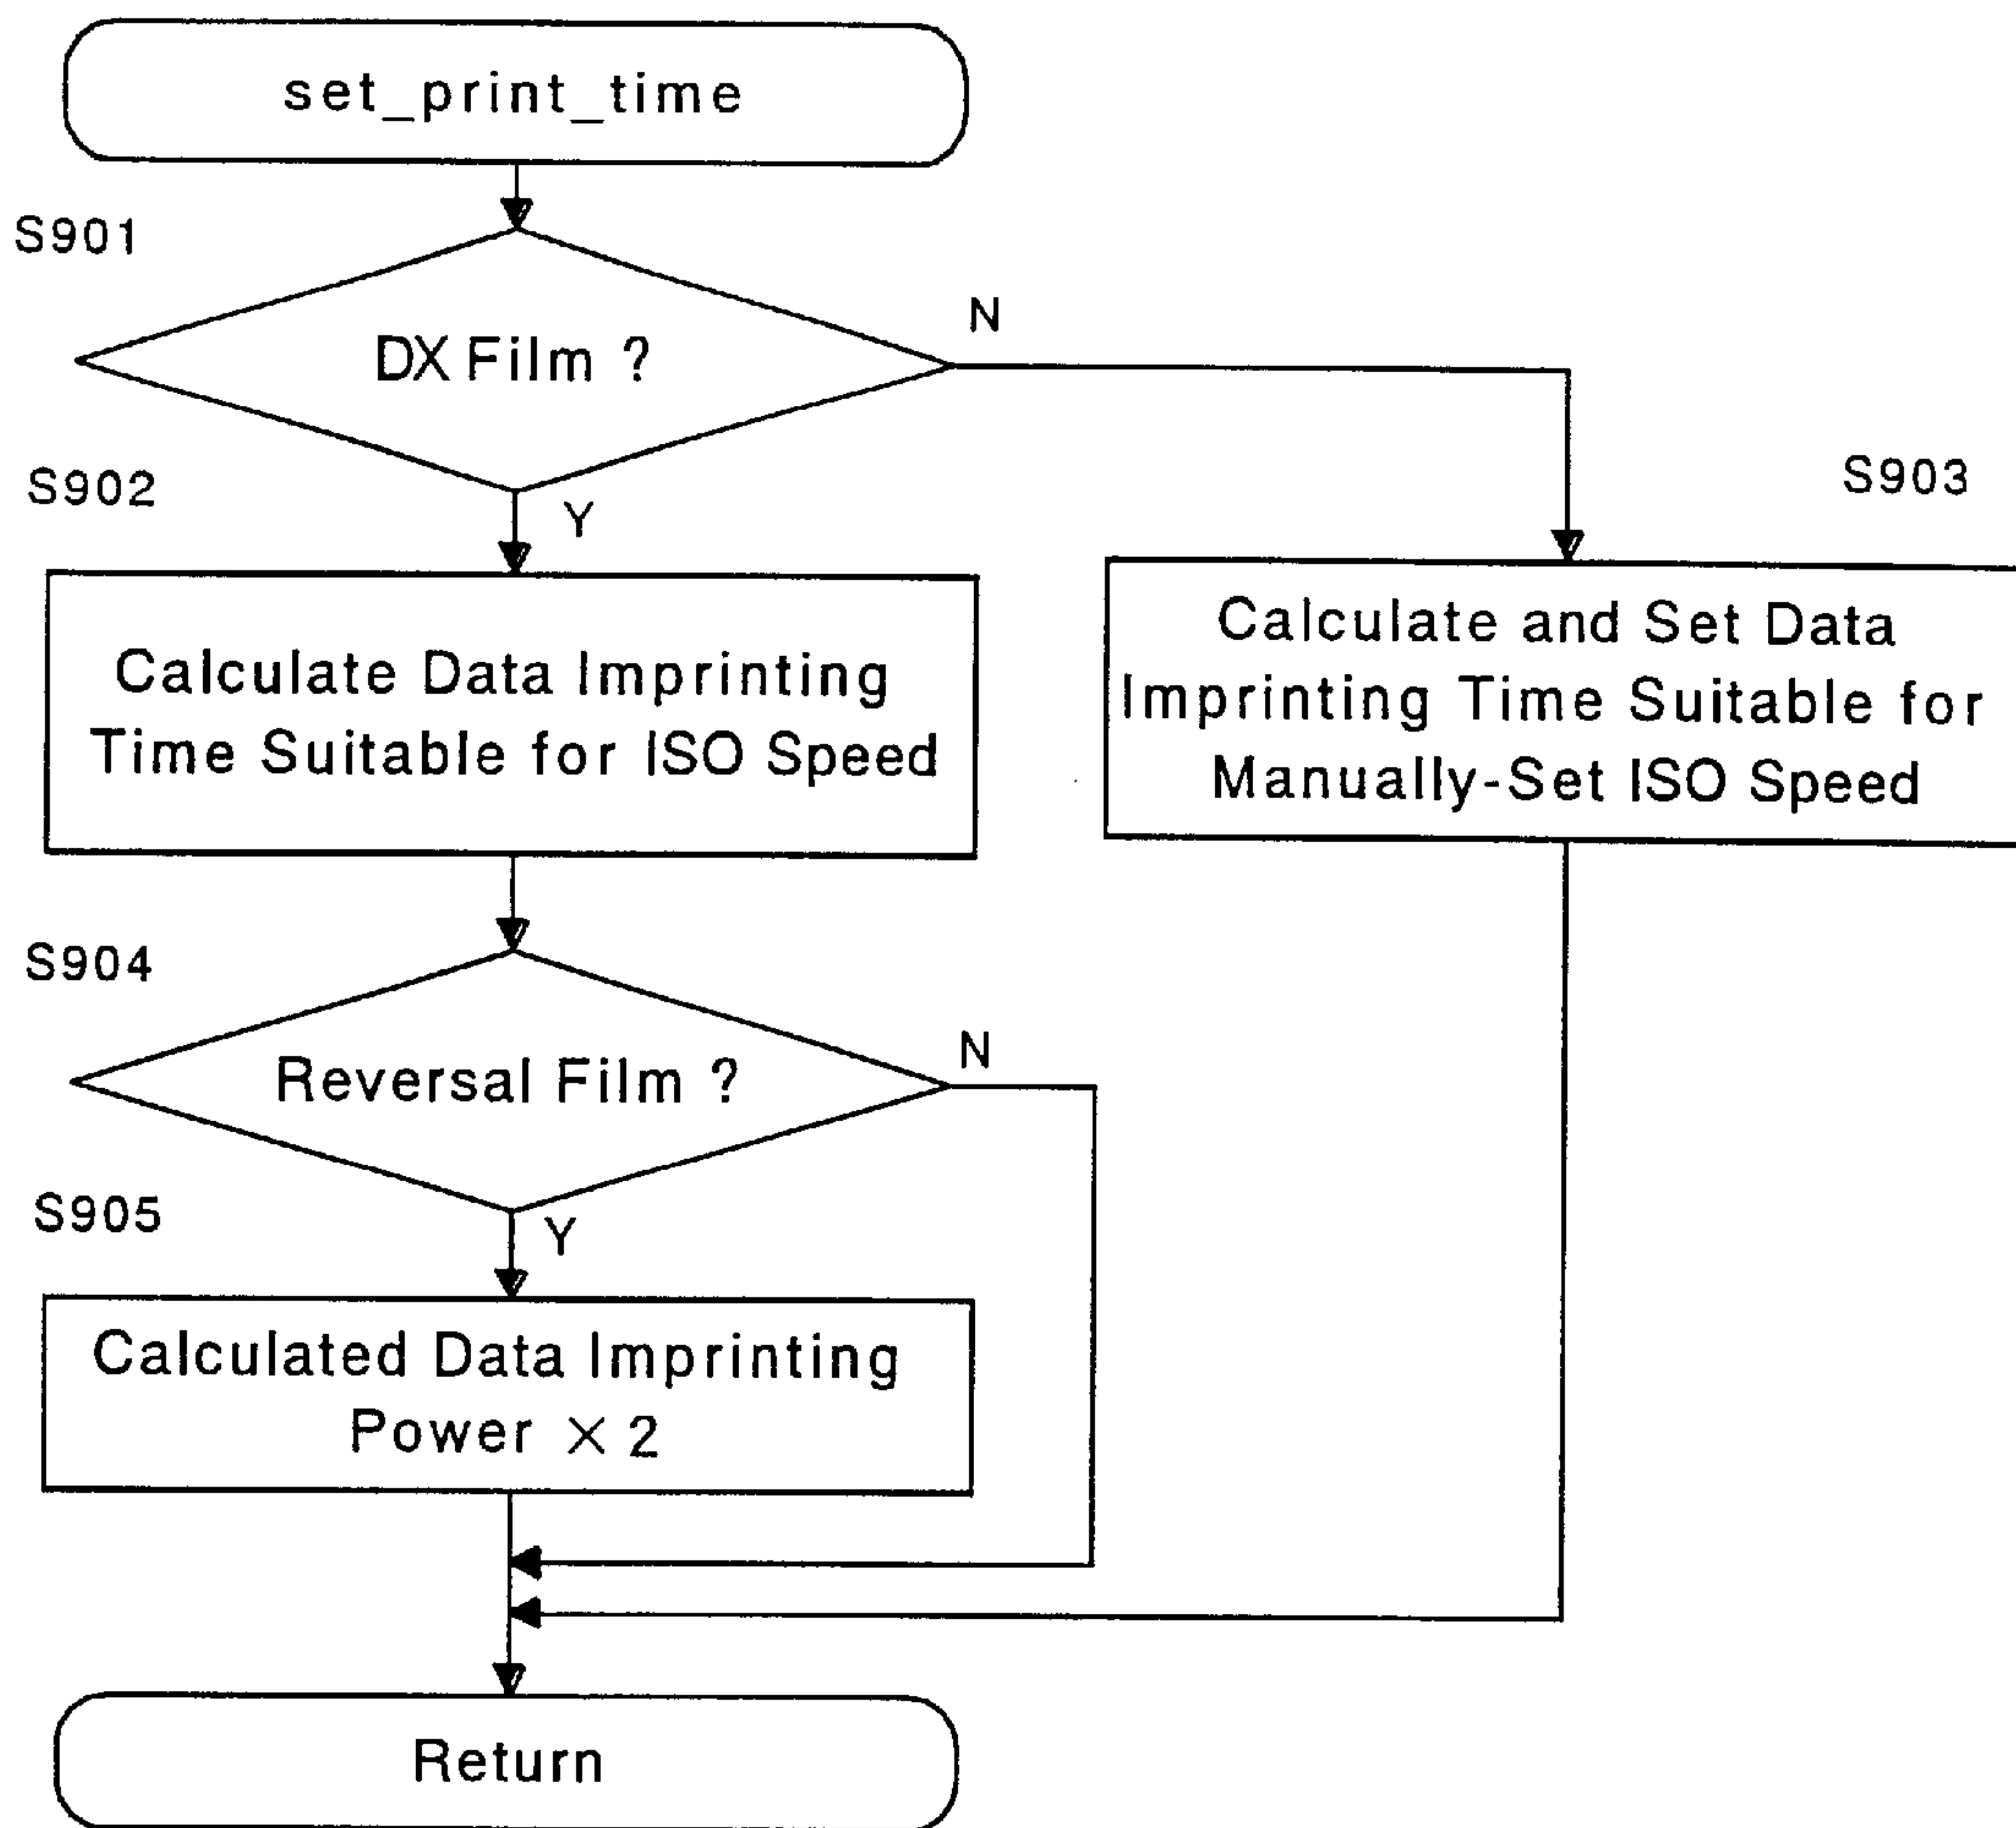 set_print_time
S901
DX Film ?
N
S902
Y
S903
Calculate Data Imprinting
Time Suitable for ISO Speed
Calculate and Set Data
Imprinting Time Suitable for
Manually-Set ISO Speed
S904
Reversal Film ?
N
S905
Y
Calculated Data Imprinting
Power × 2
Return